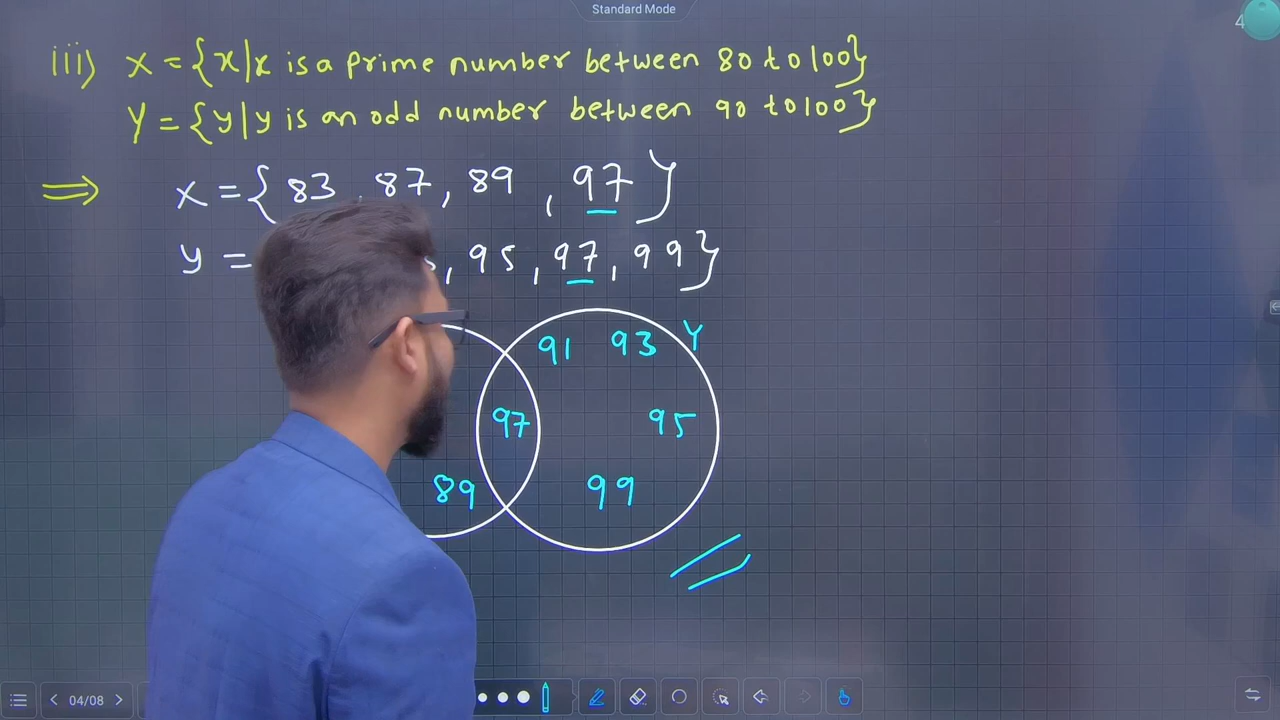 Standard Mode
4
iii) X = {x|x is a prime number between 80 to 100}
Y = {y|y is an odd number between 90 to 100}
⇒ X = {83, 87, 89, 97}
y = , 95, 97, 99}
91 93 Y
97 95
89 99
04/08